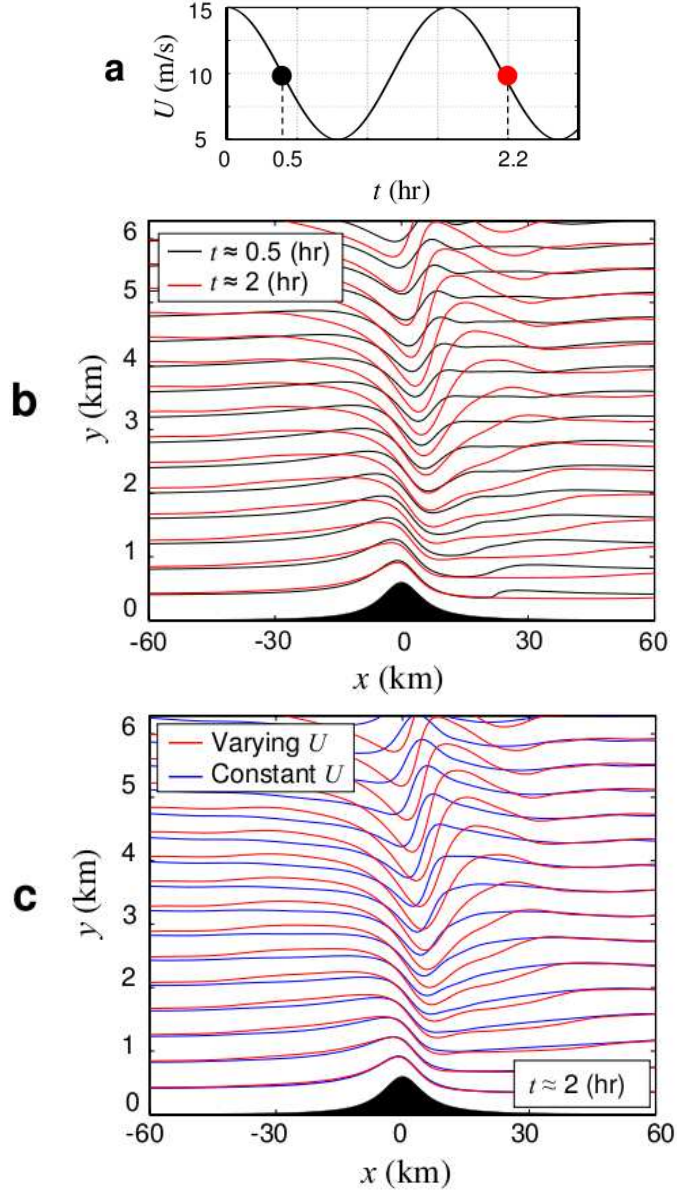 a
U (m/s)
15
10
5
0
0.5
2.2
t (hr)
b
y (km)
6
5
4
3
2
1
0
t ≈ 0.5 (hr)
t ≈ 2 (hr)
-60
-30
0
30
60
x (km)
c
y (km)
6
5
4
3
2
1
0
Varying U
Constant U
t ≈ 2 (hr)
-60
-30
0
30
60
x (km)